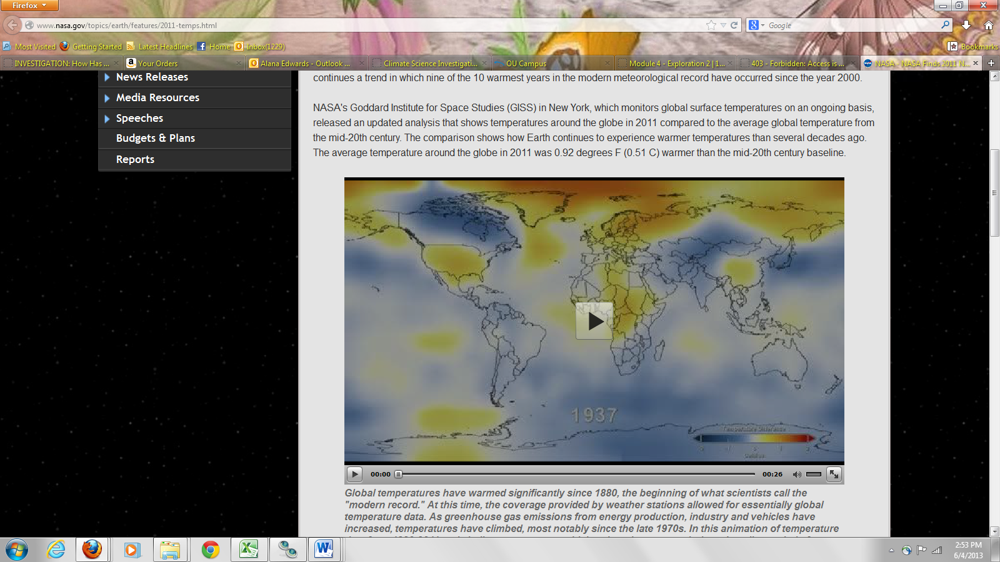 Firefox
www.nasa.gov/topics/earth/features/2011-temps.html
Google
Most Visited Getting Started Latest Headlines Home Inbox(1229) Bookmarks
INVESTIGATION: How Has ... Your Orders Alana Edwards - Outlook ... Climate Science Investigati... OU Campus Module 4 - Exploration 2 | 1... 403 - Forbidden: Access is ... NASA - NASA Finds 2011 N...
News Releases
Media Resources
Speeches
Budgets & Plans
Reports
continues a trend in which nine of the 10 warmest years in the modern meteorological record have occurred since the year 2000.
NASA's Goddard Institute for Space Studies (GISS) in New York, which monitors global surface temperatures on an ongoing basis,
released an updated analysis that shows temperatures around the globe in 2011 compared to the average global temperature from
the mid-20th century. The comparison shows how Earth continues to experience warmer temperatures than several decades ago.
The average temperature around the globe in 2011 was 0.92 degrees F (0.51 C) warmer than the mid-20th century baseline.
1937
Temperature Difference
Celsius
00:00 00:26
Global temperatures have warmed significantly since 1880, the beginning of what scientists call the
"modern record." At this time, the coverage provided by weather stations allowed for essentially global
temperature data. As greenhouse gas emissions from energy production, industry and vehicles have
increased, temperatures have climbed, most notably since the late 1970s. In this animation of temperature
2:53 PM
6/4/2013